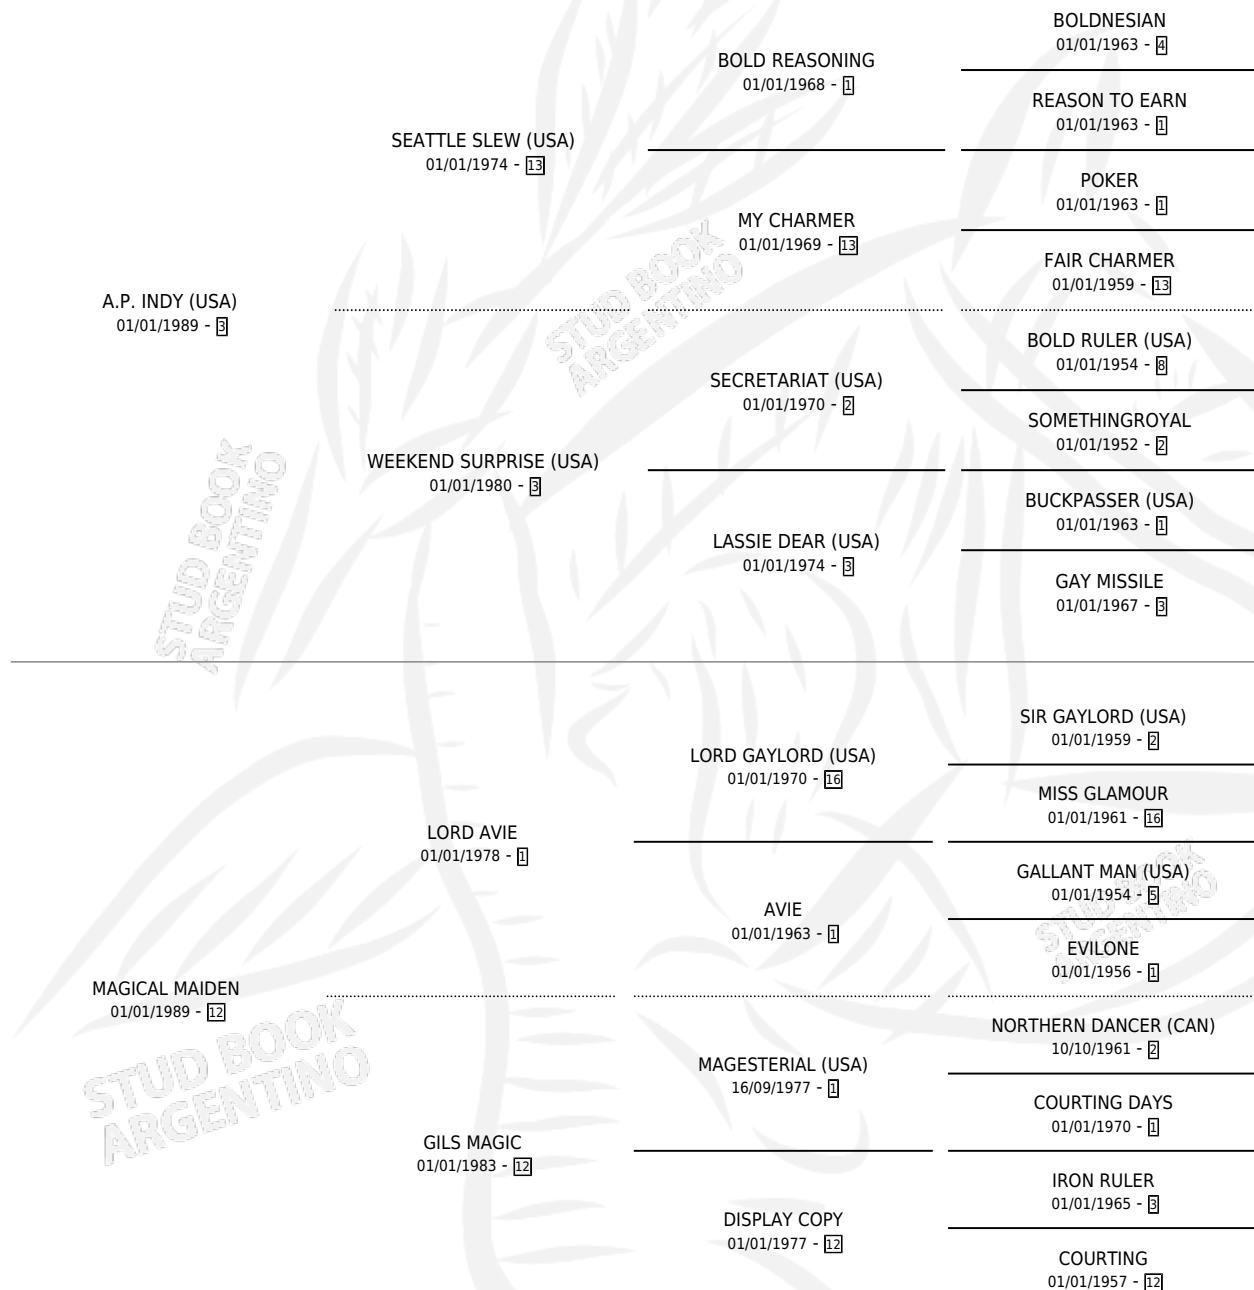 BOLDNESIAN
01/01/1963 - 4
BOLD REASONING
01/01/1968 - 1
REASON TO EARN
01/01/1963 - 1
SEATTLE SLEW (USA)
01/01/1974 - 13
POKER
01/01/1963 - 1
MY CHARMER
01/01/1969 - 13
FAIR CHARMER
01/01/1959 - 13
A.P. INDY (USA)
01/01/1989 - 3
BOLD RULER (USA)
01/01/1954 - 8
SECRETARIAT (USA)
01/01/1970 - 2
SOMETHINGROYAL
01/01/1952 - 2
WEEKEND SURPRISE (USA)
01/01/1980 - 3
BUCKPASSER (USA)
01/01/1963 - 1
LASSIE DEAR (USA)
01/01/1974 - 3
GAY MISSILE
01/01/1967 - 3
SIR GAYLORD (USA)
01/01/1959 - 2
LORD GAYLORD (USA)
01/01/1970 - 16
MISS GLAMOUR
01/01/1961 - 16
LORD AVIE
01/01/1978 - 1
GALLANT MAN (USA)
01/01/1954 - 5
AVIE
01/01/1963 - 1
EVILONE
01/01/1956 - 1
MAGICAL MAIDEN
01/01/1989 - 12
NORTHERN DANCER (CAN)
10/10/1961 - 2
MAGESTERIAL (USA)
16/09/1977 - 1
COURTING DAYS
01/01/1970 - 1
GILS MAGIC
01/01/1983 - 12
IRON RULER
01/01/1965 - 3
DISPLAY COPY
01/01/1977 - 12
COURTING
01/01/1957 - 12
STUD BOOK
ARGENTINO
STUD BOOK
ARGENTINO
STUD BOOK
ARGENTINO
STUD BOOK
ARGENTINO